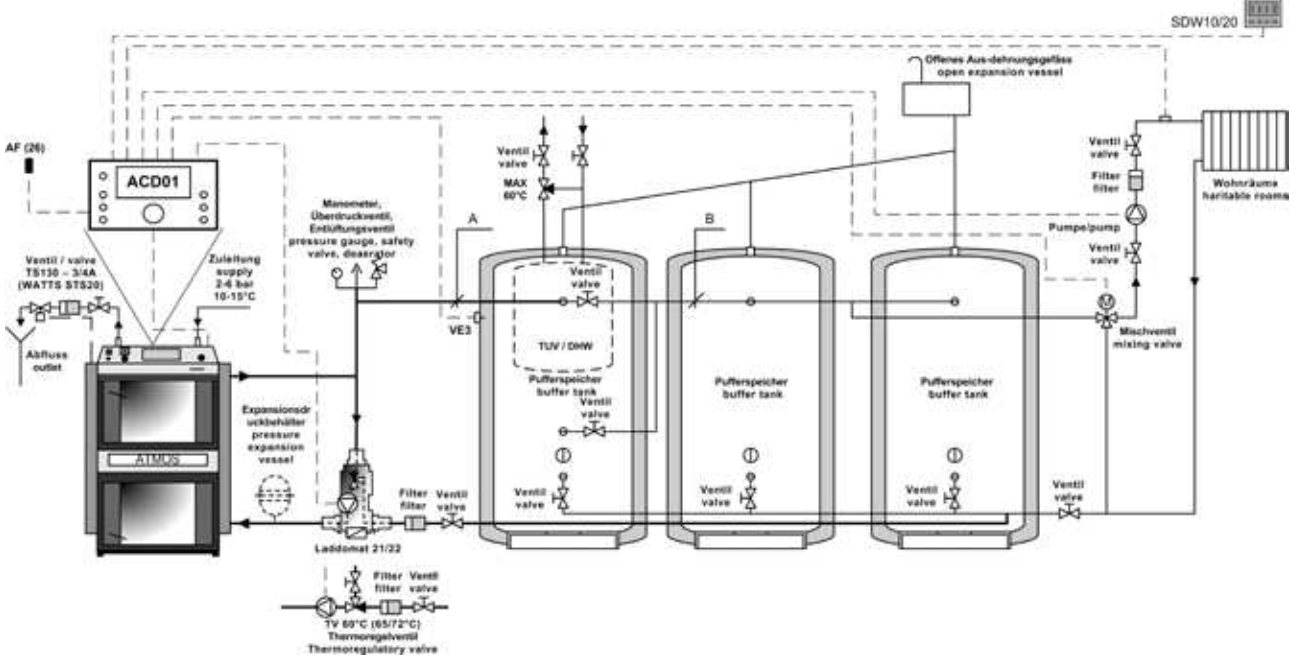 SDW10/20
Offenes Aus-dehnungsgefäss
open expansion vessel
AF (26)
ACD01
Ventil
valve
MAX
60°C
Ventil
valve
Filter
filter
Wohnräume
haritable rooms
Manometer,
Überdruckventil,
Entlüftungsventil
pressure gauge, safety
valve, deaerator
A
B
Pumpe/pump
Ventil
valve
Ventil / valve
TS130 – 3/4A
(WATTS STS20)
Zuleitung
supply
2-6 bar
10-15°C
Ventil
valve
M
VE3
Mischventil
mixing valve
Abfluss
outlet
TUV / DHW
Pufferspeicher
buffer tank
Pufferspeicher
buffer tank
Pufferspeicher
buffer tank
Ventil
valve
Expansionsdr
uckbehälter
pressure
expansion
vessel
ATMOS
Filter
filter
Ventil
valve
Ventil
valve
Ventil
valve
Ventil
valve
Ventil
valve
Laddomat 21/22
Filter
filter
Ventil
valve
TV 60°C (65/72°C)
Thermoregelventil
Thermoregulatory valve